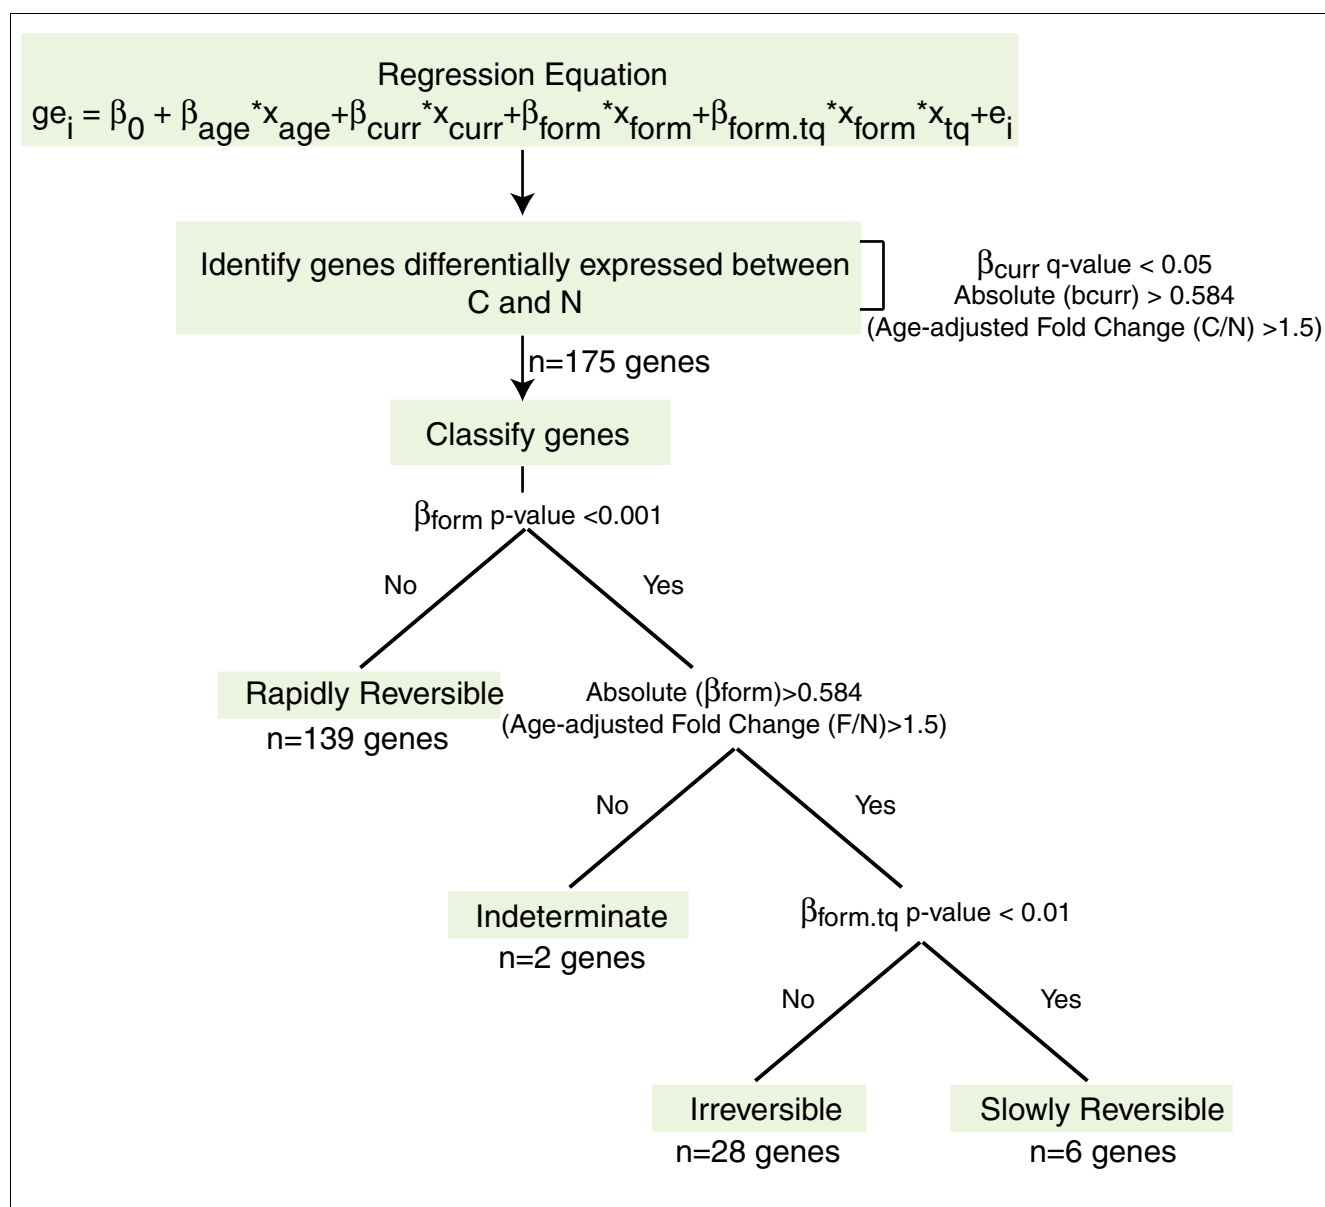 Regression Equation
ge_i = β_0 + β_age*x_age+β_curr*x_curr+β_form*x_form+β_form.tq*x_form*x_tq+e_i
Identify genes differentially expressed between
C and N
β_curr q-value < 0.05
Absolute (bcurr) > 0.584
(Age-adjusted Fold Change (C/N) >1.5)
n=175 genes
Classify genes
β_form p-value <0.001
No
Yes
Rapidly Reversible
n=139 genes
Absolute (βform)>0.584
(Age-adjusted Fold Change (F/N)>1.5)
No
Yes
Indeterminate
n=2 genes
β_form.tq p-value < 0.01
No
Yes
Irreversible
n=28 genes
Slowly Reversible
n=6 genes